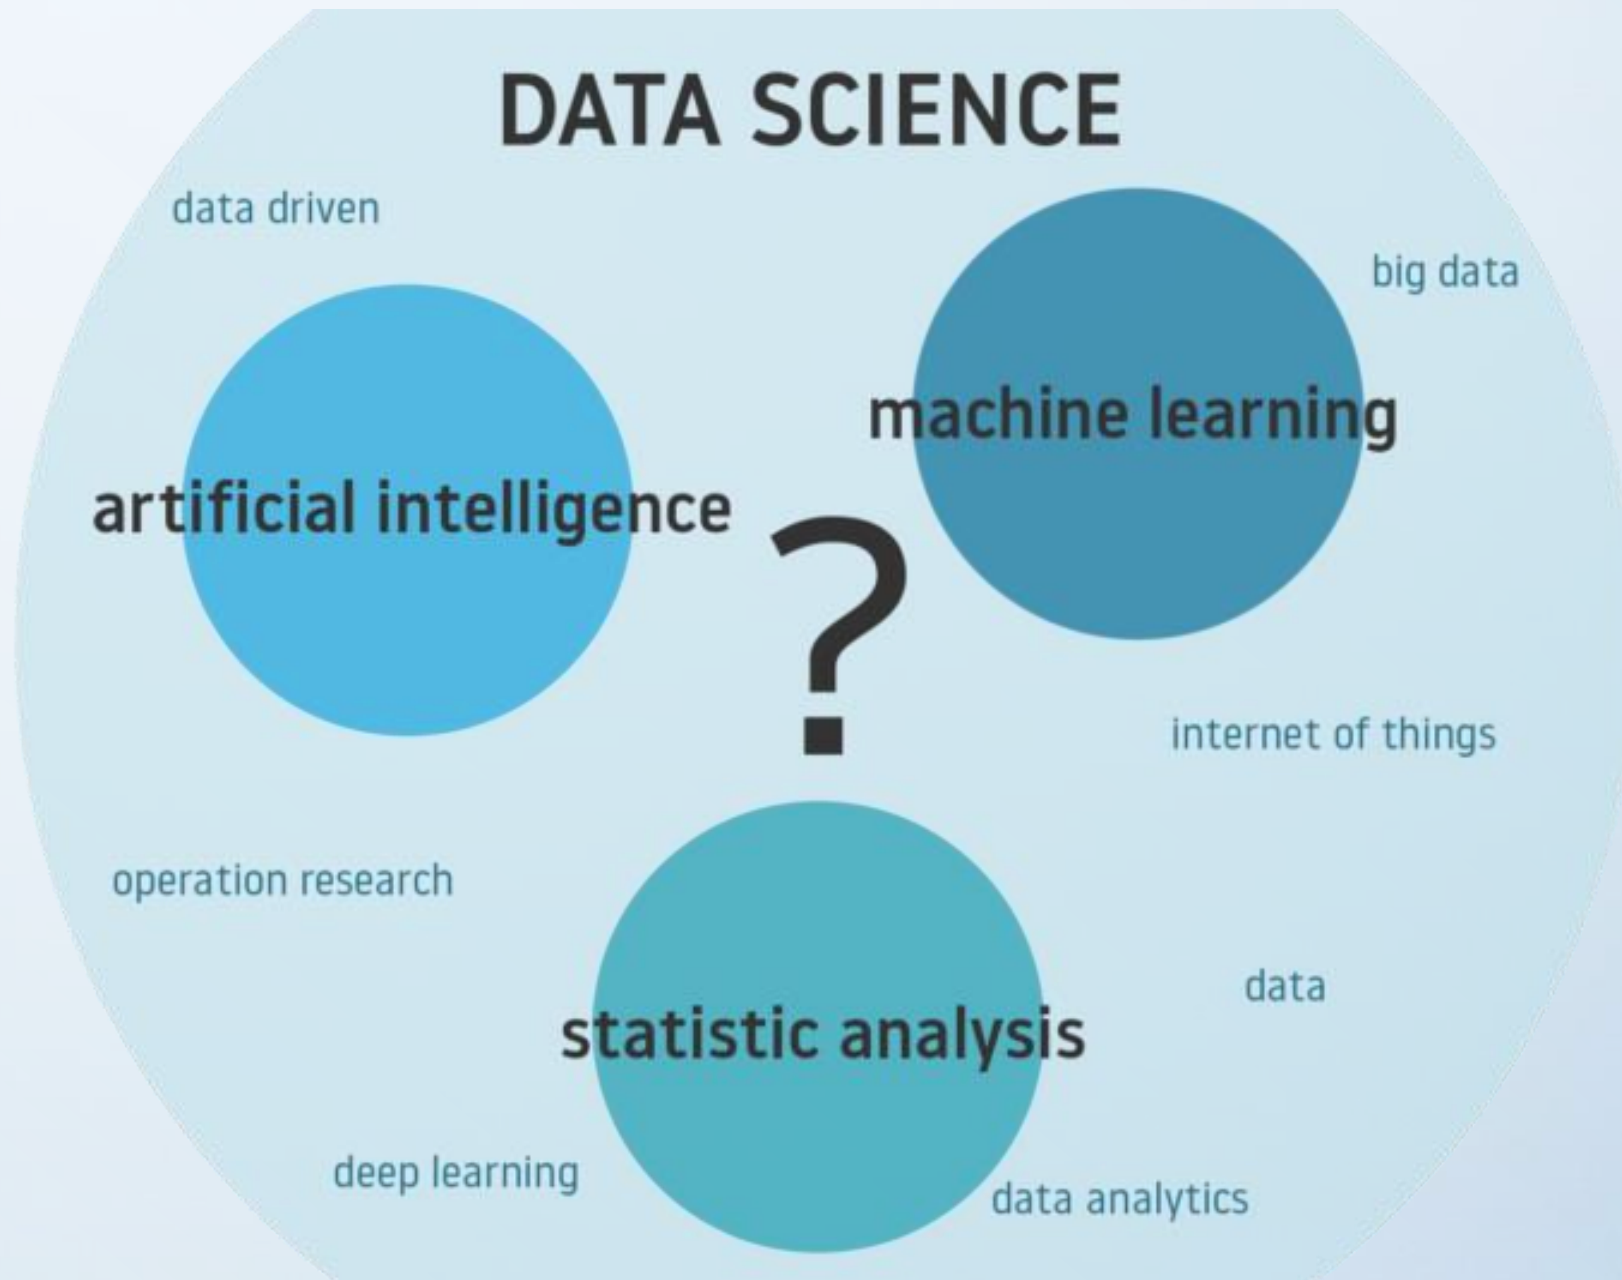 DATA SCIENCE
data driven
big data
machine learning
artificial intelligence
?
internet of things
operation research
data
statistic analysis
deep learning
data analytics